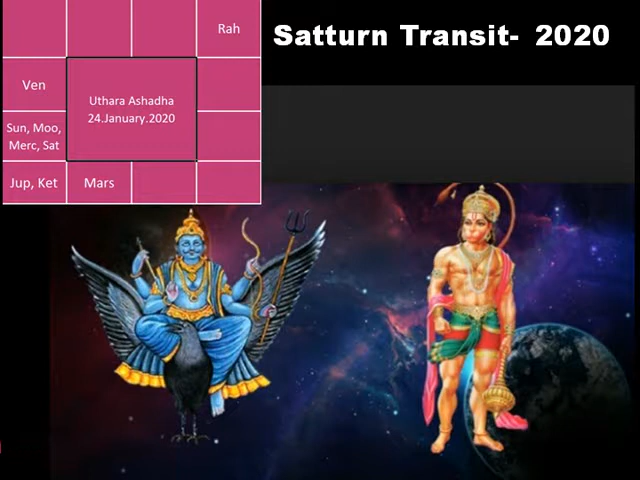 Satturn Transit- 2020
Rah
Ven
Uthara Ashadha
24.January.2020
Sun, Moo,
Merc, Sat
Jup, Ket
Mars